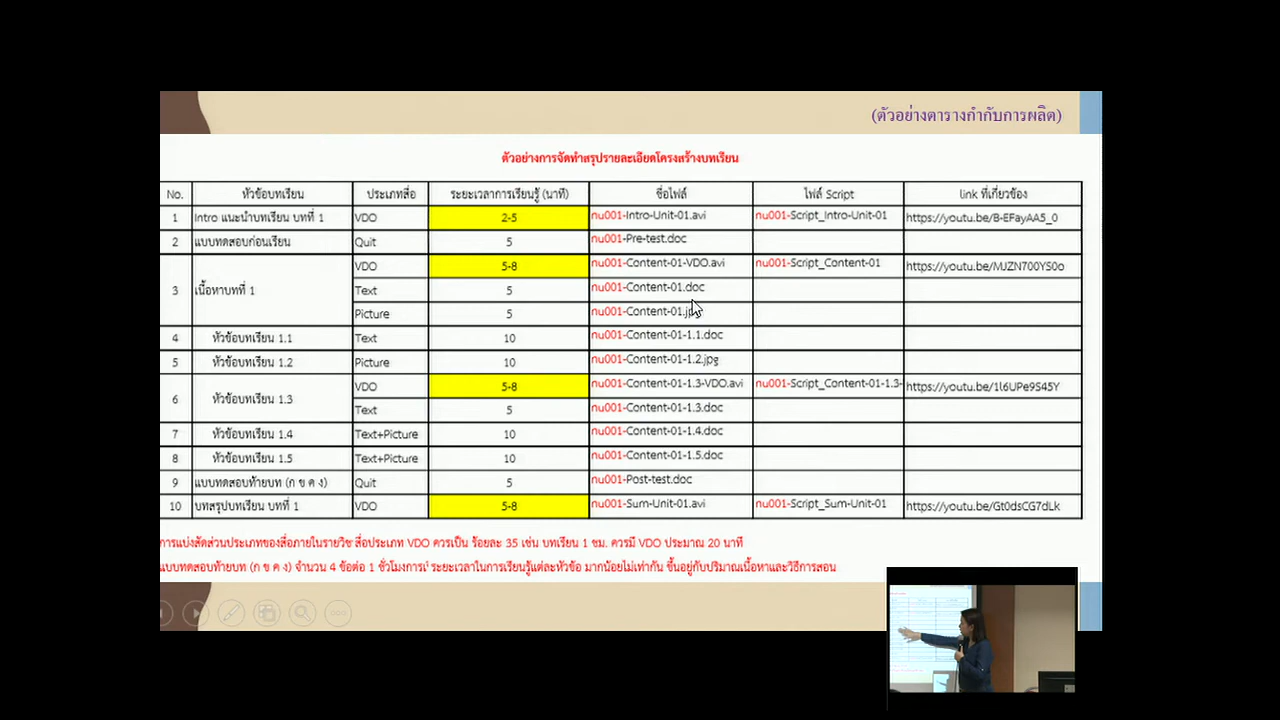 (ตัวอย่างตารางกำกับการผลิต)
ตัวอย่างการจัดทำสรุปรายละเอียดโครงสร้างบทเรียน
No. หัวข้อบทเรียน ประเภทสื่อ ระยะเวลาการเรียนรู้ (นาที) ชื่อไฟล์ ไฟล์ Script link ที่เกี่ยวข้อง
1 Intro แนะนำบทเรียน บทที่ 1 VDO 2-5 nu001-Intro-Unit-01.avi nu001-Script_Intro-Unit-01 https://youtu.be/B-EFayAA5_0
2 แบบทดสอบก่อนเรียน Quit 5 nu001-Pre-test.doc
3 เนื้อหาบทที่ 1 VDO 5-8 nu001-Content-01-VDO.avi nu001-Script_Content-01 https://youtu.be/MJZN700YS0o
Text 5 nu001-Content-01.doc
Picture 5 nu001-Content-01.jpg
4 หัวข้อบทเรียน 1.1 Text 10 nu001-Content-01-1.1.doc
5 หัวข้อบทเรียน 1.2 Picture 10 nu001-Content-01-1.2.jpg
6 หัวข้อบทเรียน 1.3 VDO 5-8 nu001-Content-01-1.3-VDO.avi nu001-Script_Content-01-1.3- https://youtu.be/1l6UPe9S45Y
Text 5 nu001-Content-01-1.3.doc
7 หัวข้อบทเรียน 1.4 Text+Picture 10 nu001-Content-01-1.4.doc
8 หัวข้อบทเรียน 1.5 Text+Picture 10 nu001-Content-01-1.5.doc
9 แบบทดสอบท้ายบท (ก ข ค ง) Quit 5 nu001-Post-test.doc
10 บทสรุปบทเรียน บทที่ 1 VDO 5-8 nu001-Sum-Unit-01.avi nu001-Script_Sum-Unit-01 https://youtu.be/Gt0dsCG7dLk
การแบ่งสัดส่วนประเภทของสื่อภายในรายวิช สื่อประเภท VDO ควรเป็น ร้อยละ 35 เช่น บทเรียน 1 ชม. ควรมี VDO ประมาณ 20 นาที
แบบทดสอบท้ายบท (ก ข ค ง) จำนวน 4 ข้อต่อ 1 ชั่วโมงการ ระยะเวลาในการเรียนรู้แต่ละหัวข้อ มากน้อยไม่เท่ากัน ขึ้นอยู่กับปริมาณเนื้อหาและวิธีการสอน